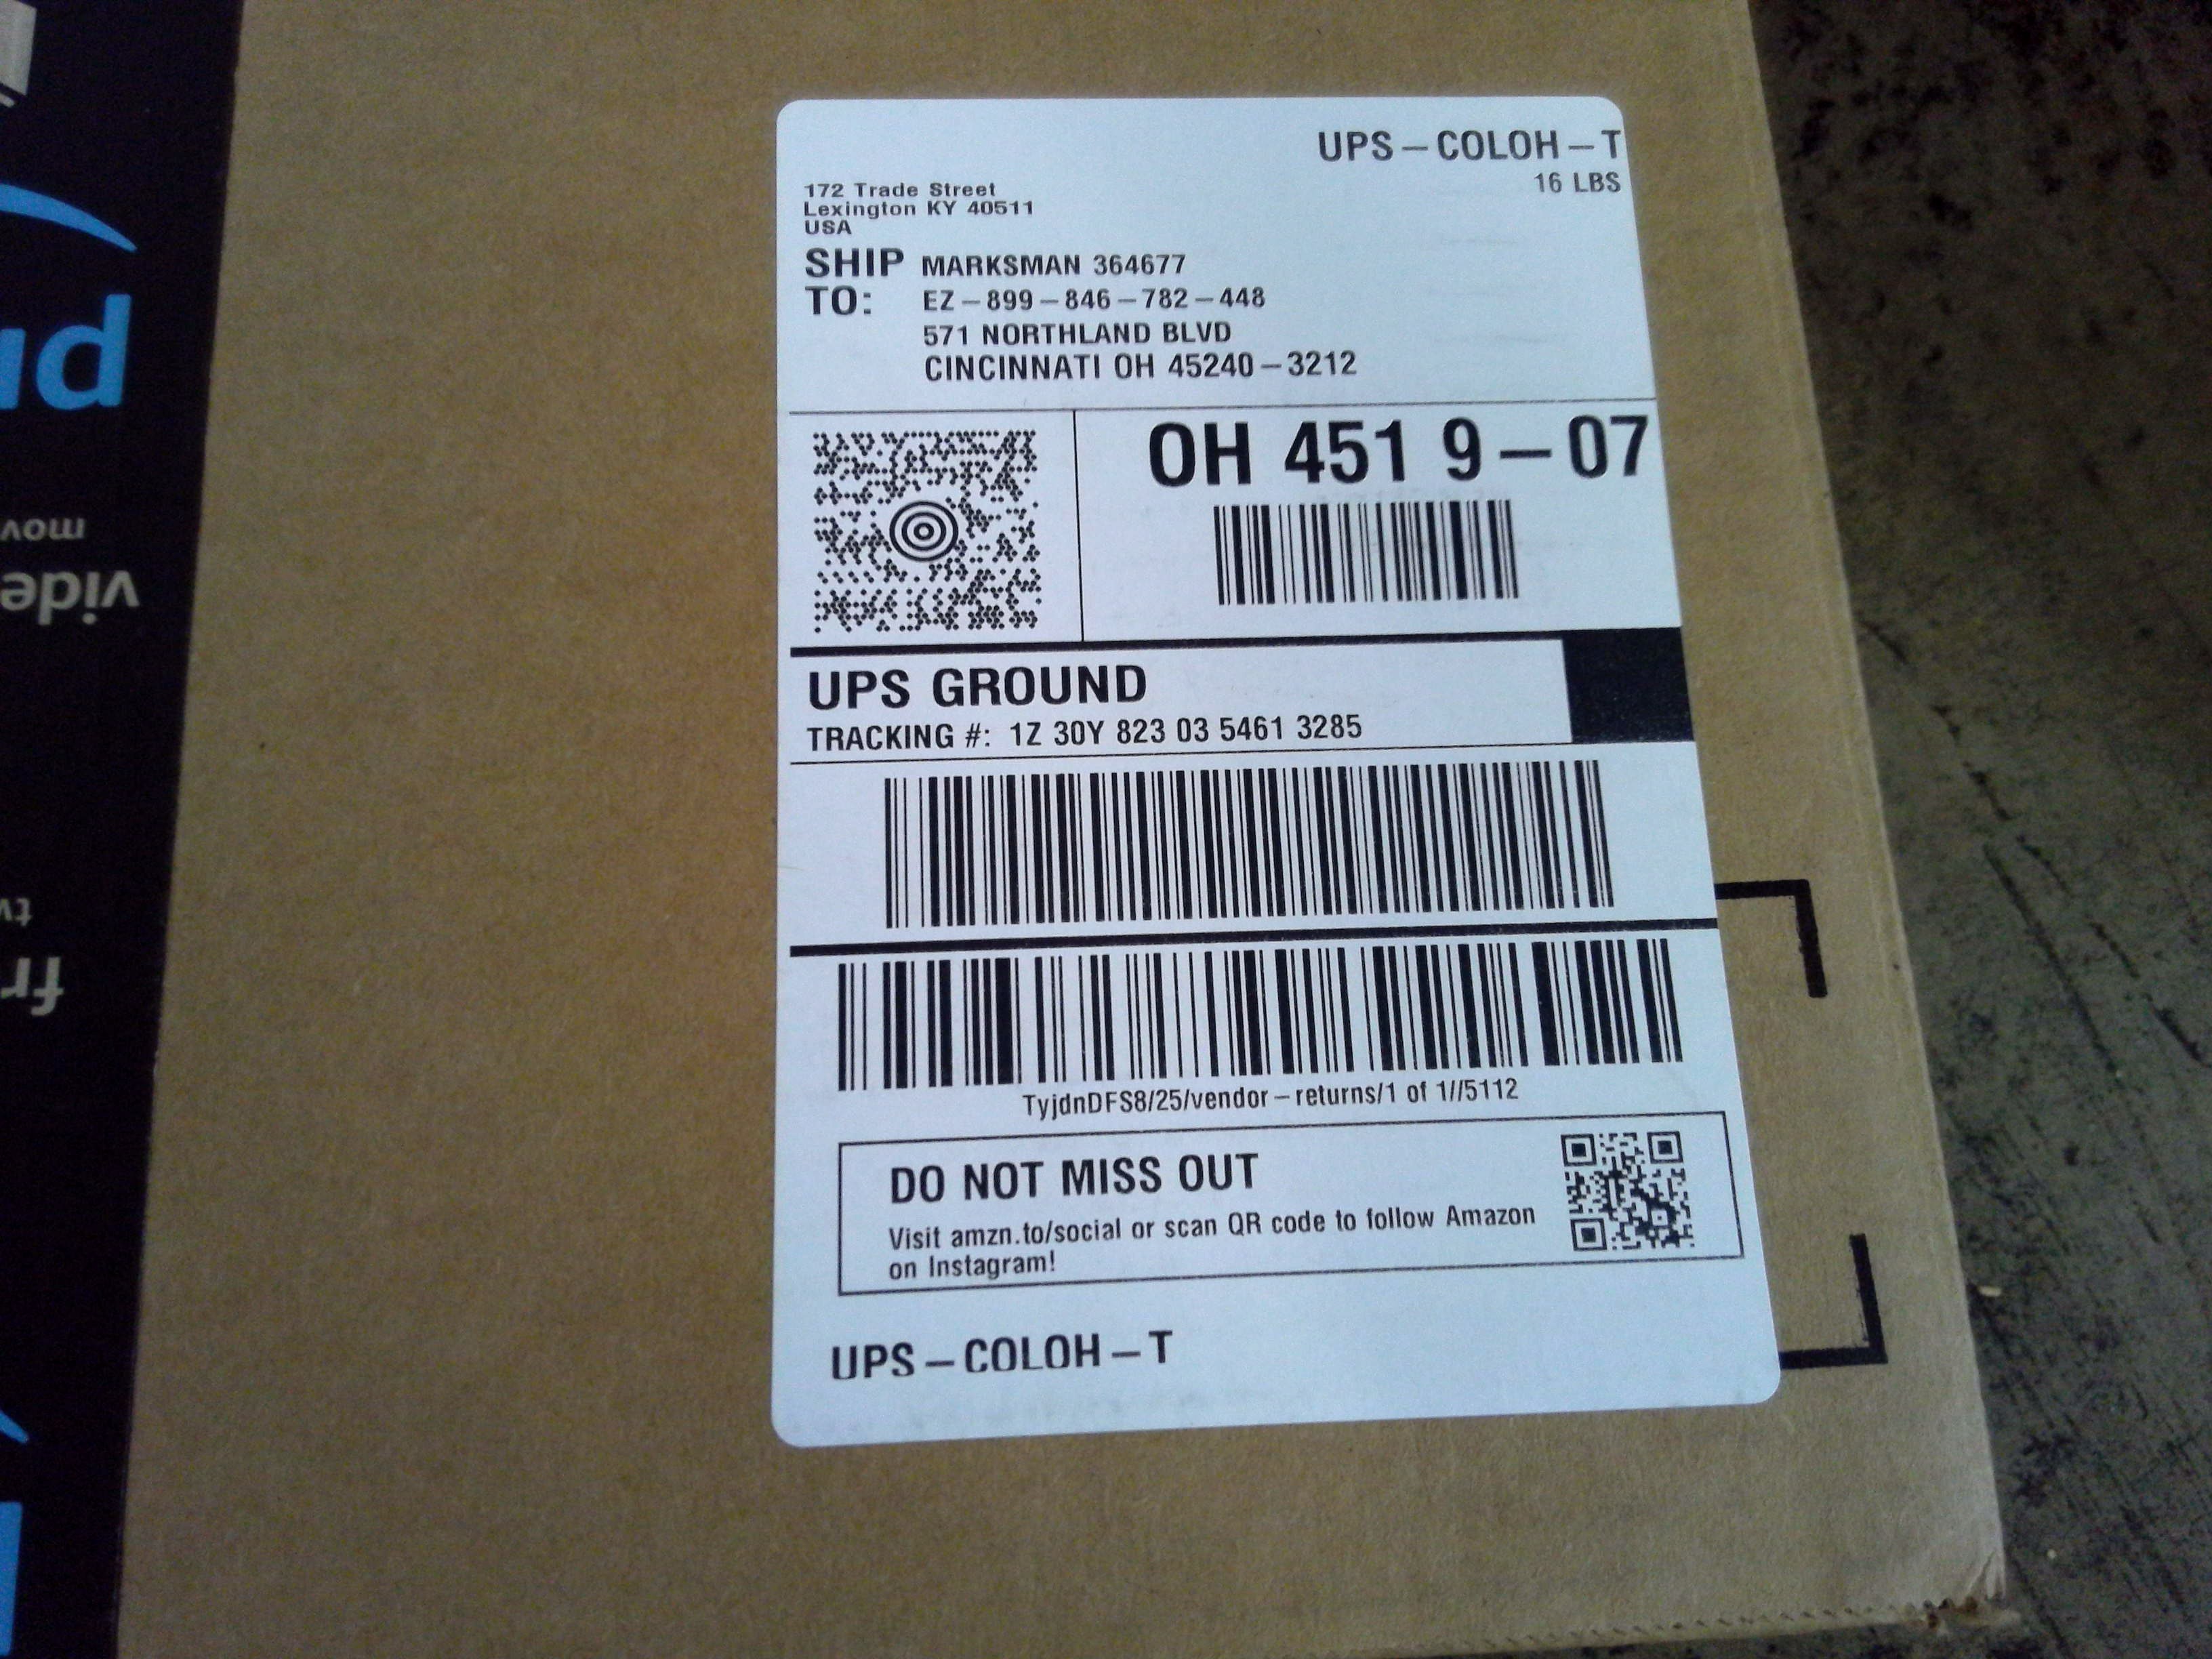 UPS – COLOH – T
16 LBS
172 Trade Street
Lexington KY 40511
USA
SHIP TO:
MARKSMAN 364677
EZ – 899 – 846 – 782 – 448
571 NORTHLAND BLVD
CINCINNATI OH 45240 – 3212
OH 451 9 – 07
UPS GROUND
TRACKING #: 1Z 30Y 823 03 5461 3285
TyjdnDFS8/25/vendor – returns/1 of 1//5112
DO NOT MISS OUT
Visit amzn.to/social or scan QR code to follow Amazon
on Instagram!
UPS – COLOH – T